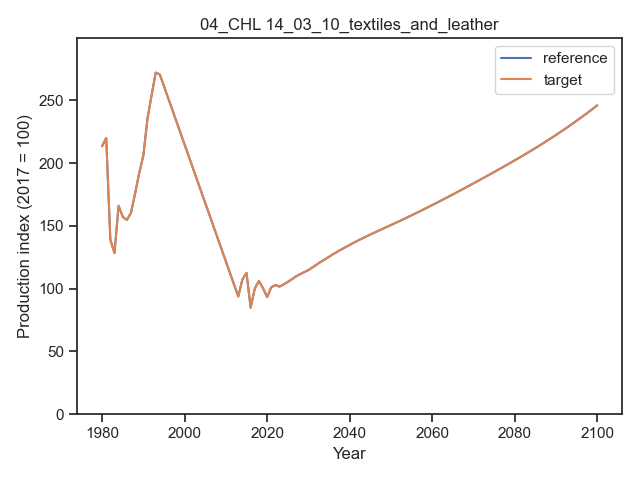 04_CHL 14_03_10_textiles_and_leather
reference
target
Production index (2017 = 100)
250
200
150
100
50
0
1980
2000
2020
2040
2060
2080
2100
Year